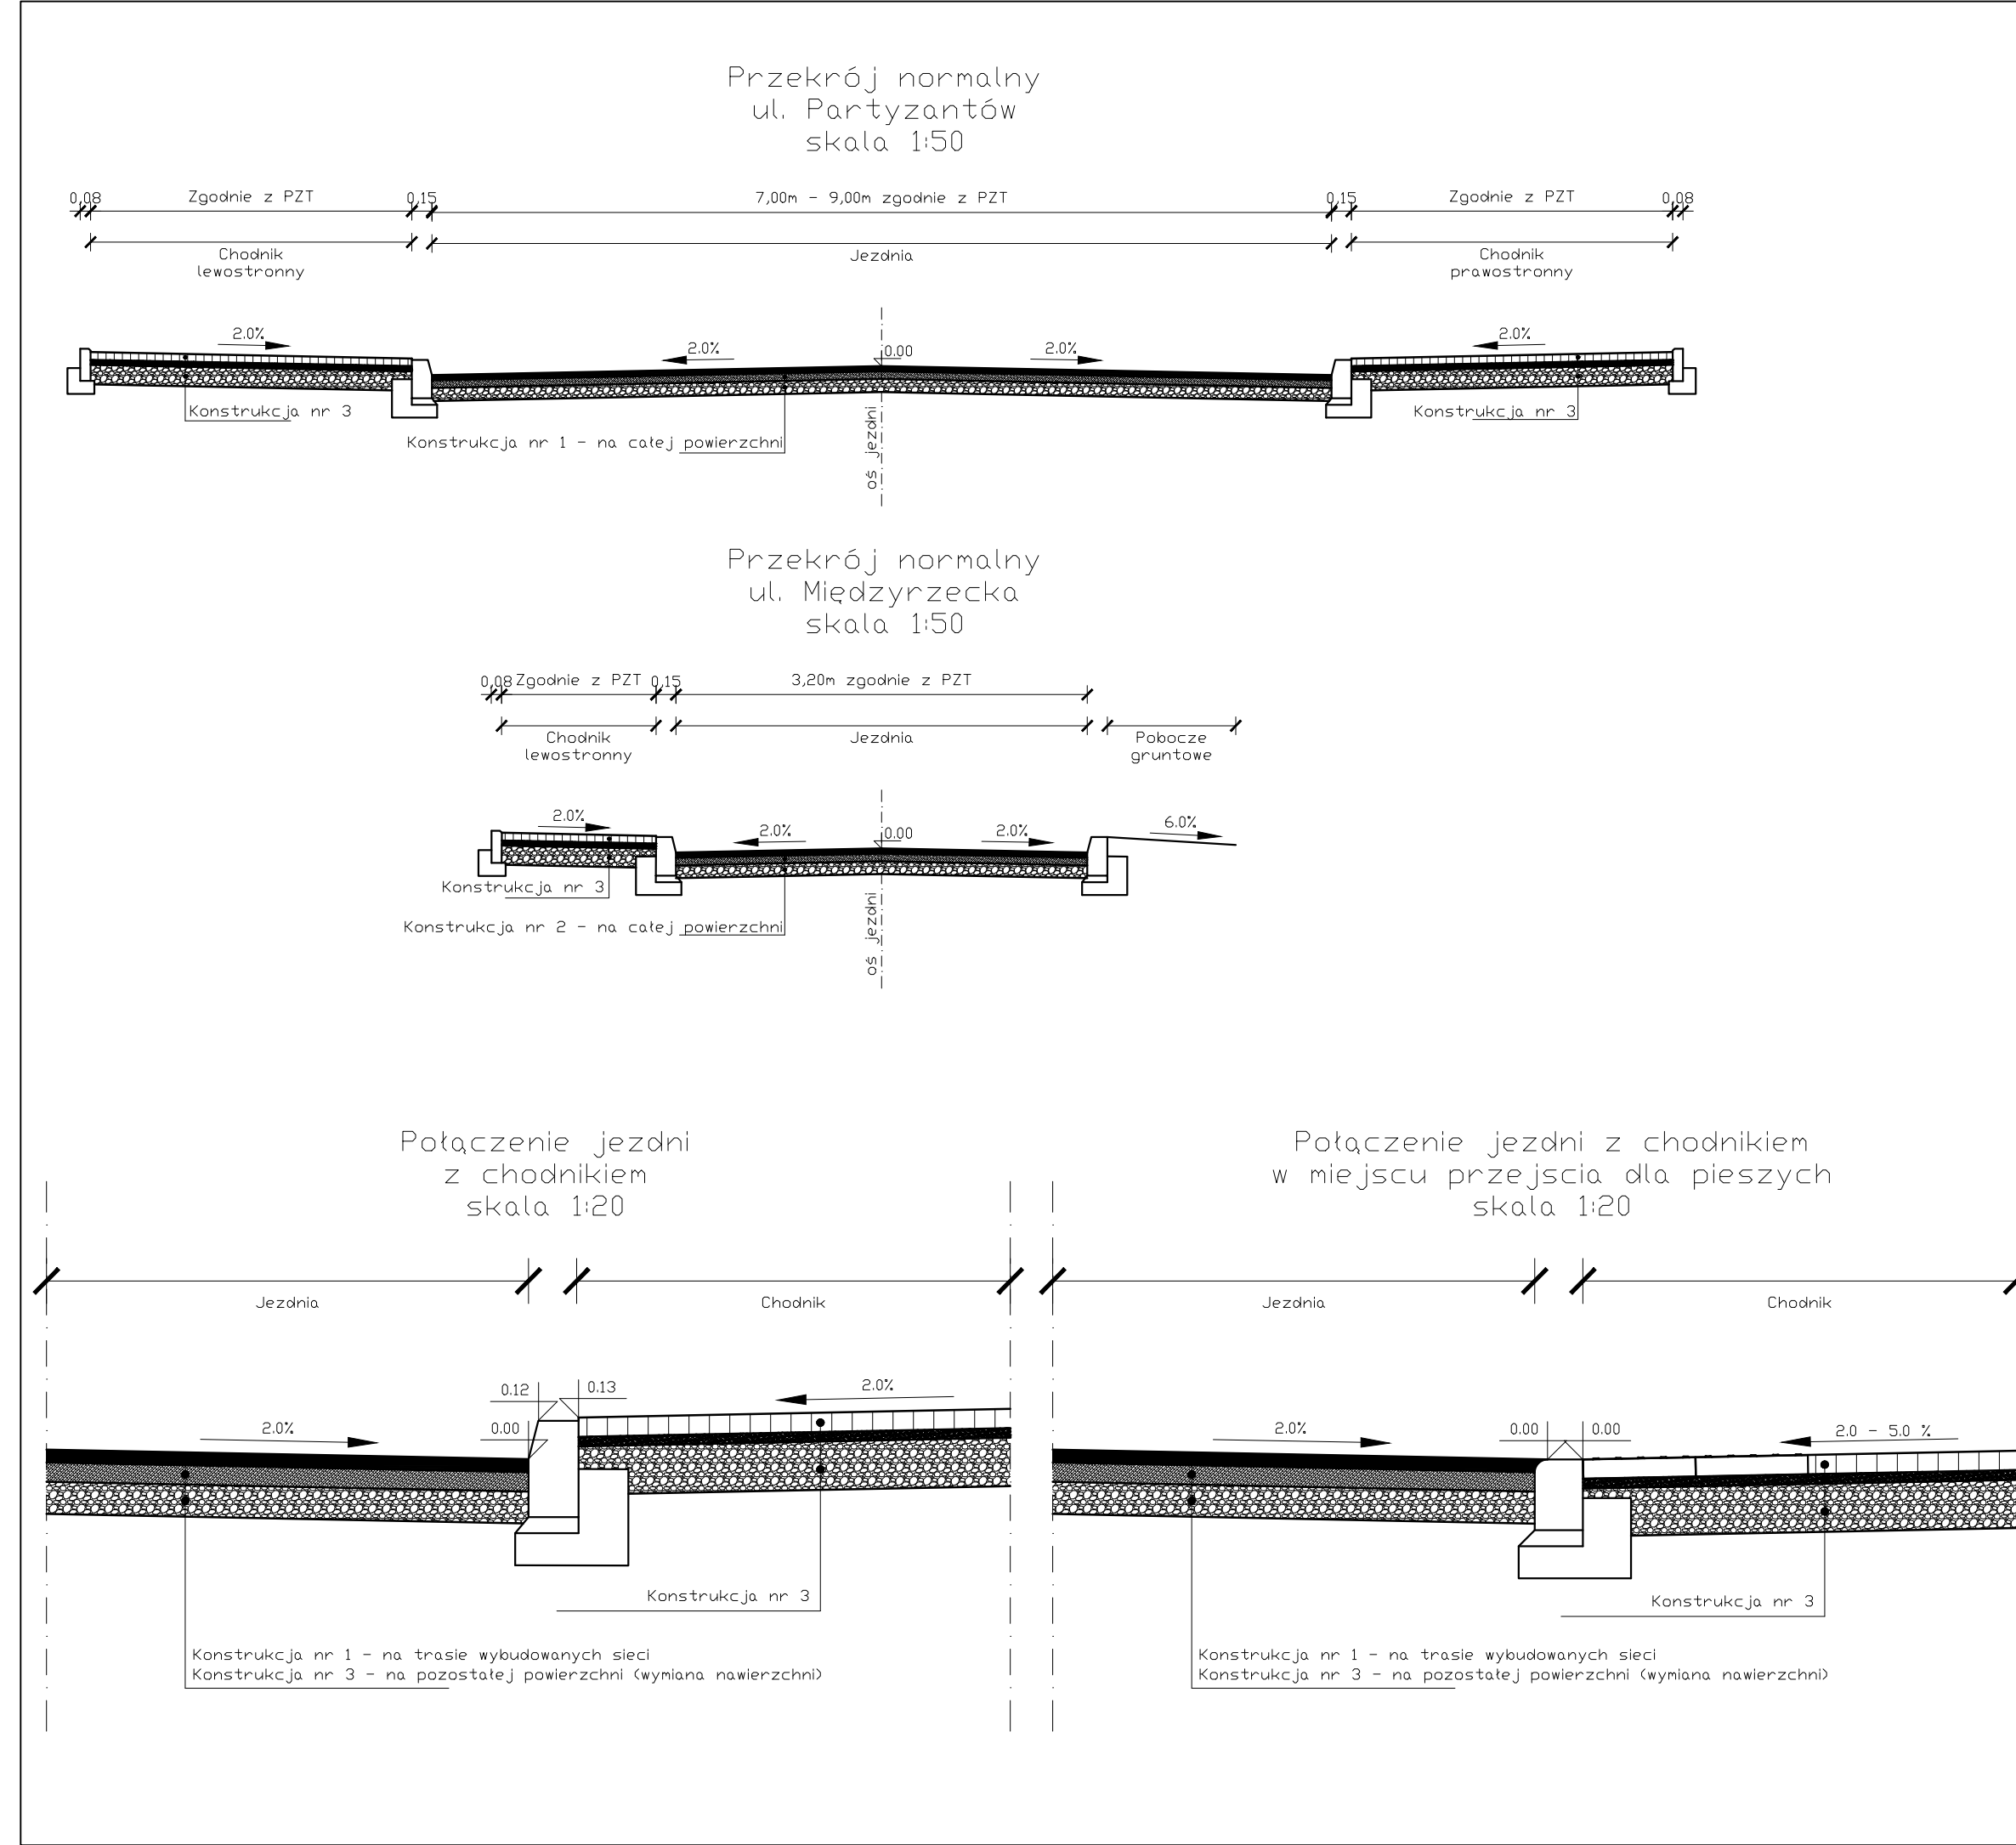 Przekrój normalny
ul. Partyzantów
skala 1:50
0,08
Zgodnie z PZT
0,15
7,00m - 9,00m zgodnie z PZT
0,15
Zgodnie z PZT
0,08
Chodnik
lewostronny
Jezdnia
Chodnik
prawostronny
2.0%
2.0%
0.00
2.0%
2.0%
Konstrukcja nr 3
Konstrukcja nr 1 - na całej powierzchni
oś jezdni
Konstrukcja nr 3
Przekrój normalny
ul. Międzyrzecka
skala 1:50
0,08
Zgodnie z PZT
0,15
3,20m zgodnie z PZT
Chodnik
lewostronny
Jezdnia
Pobocze
gruntowe
2.0%
2.0%
0.00
2.0%
6.0%
Konstrukcja nr 3
Konstrukcja nr 2 - na całej powierzchni
oś jezdni
Połączenie jezdni
z chodnikiem
skala 1:20
Jezdnia
Chodnik
2.0%
0.12
0.13
0.00
2.0%
Konstrukcja nr 3
Konstrukcja nr 1 - na trasie wybudowanych sieci
Konstrukcja nr 3 - na pozostałej powierzchni (wymiana nawierzchni)
Połączenie jezdni z chodnikiem
w miejscu przejscia dla pieszych
skala 1:20
Jezdnia
Chodnik
2.0%
0.00
0.00
2.0 - 5.0 %
Konstrukcja nr 3
Konstrukcja nr 1 - na trasie wybudowanych sieci
Konstrukcja nr 3 - na pozostałej powierzchni (wymiana nawierzchni)